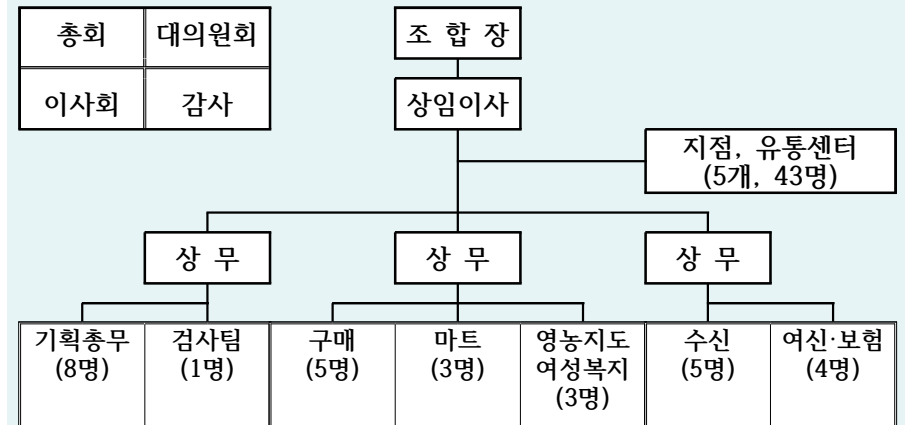 총회 대의원회
이사회 감사
조 합 장
상임이사
지점, 유통센터
(5개, 43명)
상 무
상 무
상 무
기획총무
(8명)
검사팀
(1명)
구매
(5명)
마트
(3명)
영농지도
여성복지
(3명)
수신
(5명)
여신·보험
(4명)